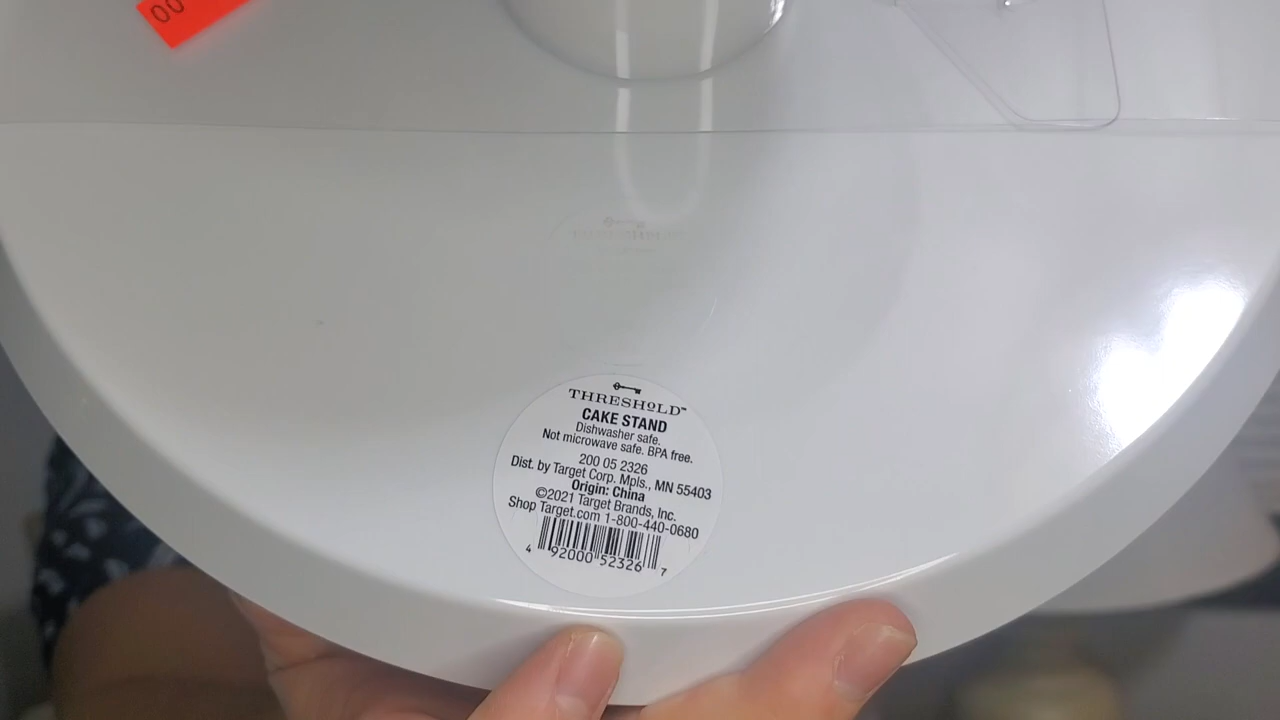 00
THRESHOLD™
CAKE STAND
Dishwasher safe.
Not microwave safe. BPA free.
200 05 2326
Dist. by Target Corp. Mpls., MN 55403
Origin: China
©2021 Target Brands, Inc.
Shop Target.com 1-800-440-0680
4 92000 52326 7